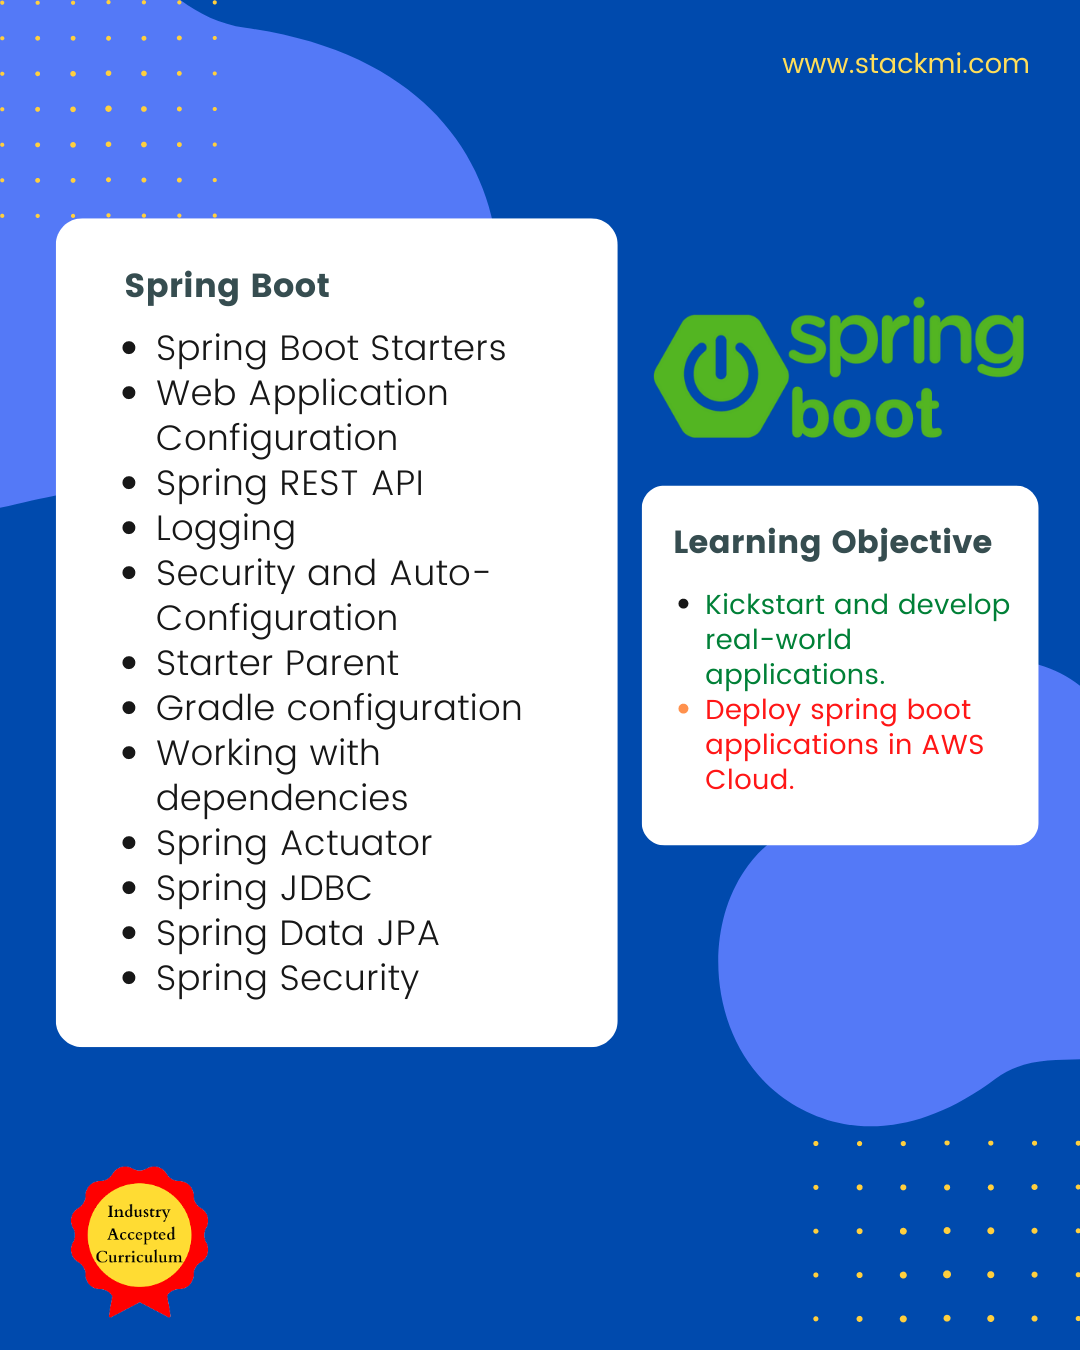 www.stackmi.com
Spring Boot
• Spring Boot Starters
• Web Application
Configuration
• Spring REST API
• Logging
• Security and Auto-
Configuration
• Starter Parent
• Gradle configuration
• Working with
dependencies
• Spring Actuator
• Spring JDBC
• Spring Data JPA
• Spring Security
spring
boot
Learning Objective
• Kickstart and develop
real-world
applications.
• Deploy spring boot
applications in AWS
Cloud.
Industry
Accepted
Curriculum